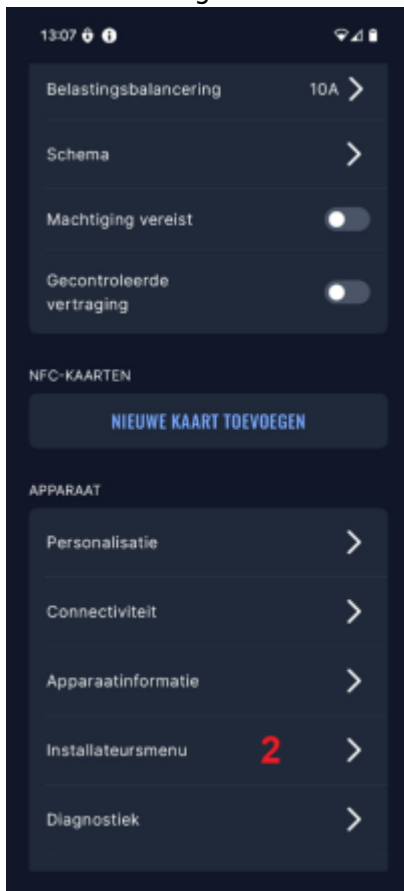 13:07
Belastingsbalancering 10A
Schema
Machtiging vereist
Gecontroleerde
vertraging
NFC-KAARTEN
NIEUWE KAART TOEVOEGEN
APPARAAT
Personalisatie
Connectiviteit
Apparaatinformatie
Installateursmenu 2
Diagnostiek